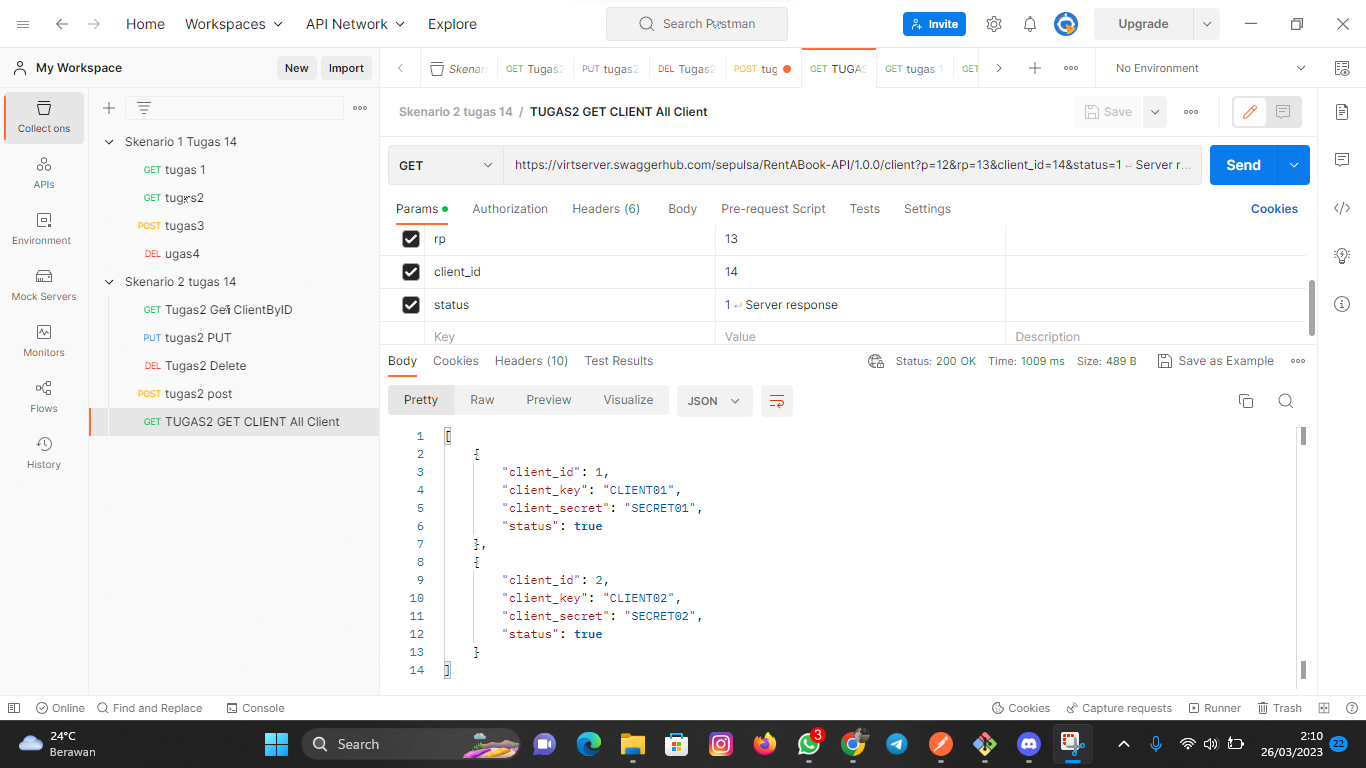 Home Workspaces API Network Explore Search Postman Invite Upgrade
My Workspace New Import Skenari GET Tugas2 PUT tugas2 DEL Tugas2 POST tug GET TUGAS GET tugas 1 GET No Environment
Collections
APIs
Environment
Mock Servers
Monitors
Flows
History
Skenario 1 Tugas 14
GET tugas 1
GET tugas2
POST tugas3
DEL ugas4
Skenario 2 tugas 14
GET Tugas2 Get ClientByID
PUT tugas2 PUT
DEL Tugas2 Delete
POST tugas2 post
GET TUGAS2 GET CLIENT All Client
Skenario 2 tugas 14 / TUGAS2 GET CLIENT All Client Save
GET https://virtserver.swaggerhub.com/sepulsa/RentABook-API/1.0.0/client?p=12&rp=13&client_id=14&status=1 ↵ Server r... Send
Params Authorization Headers (6) Body Pre-request Script Tests Settings Cookies
rp 13
client_id 14
status 1 ↵ Server response
Key Value Description
Body Cookies Headers (10) Test Results Status: 200 OK Time: 1009 ms Size: 489 B Save as Example
Pretty Raw Preview Visualize JSON
1 [
2 {
3 "client_id": 1,
4 "client_key": "CLIENT01",
5 "client_secret": "SECRET01",
6 "status": true
7 },
8 {
9 "client_id": 2,
10 "client_key": "CLIENT02",
11 "client_secret": "SECRET02",
12 "status": true
13 }
14 ]
Online Find and Replace Console Cookies Capture requests Runner Trash
24°C
Berawan
Search
3
2:10
26/03/2023
22